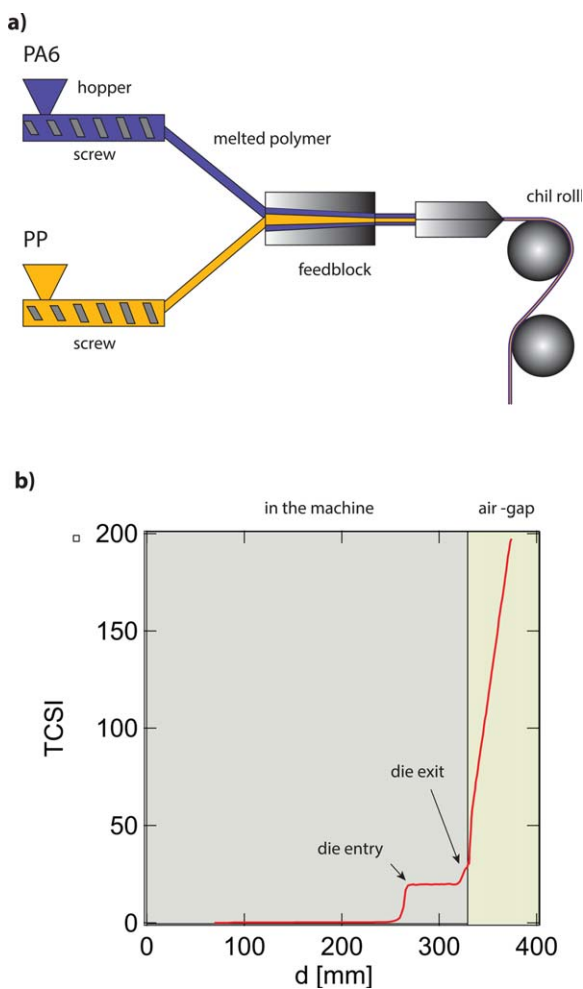 a)
PA6
hopper
screw
melted polymer
PP
screw
feedblock
chil rolll
b)
in the machine
air -gap
200
150
100
50
0
TCSI
die exit
die entry
0
100
200
300
400
d [mm]